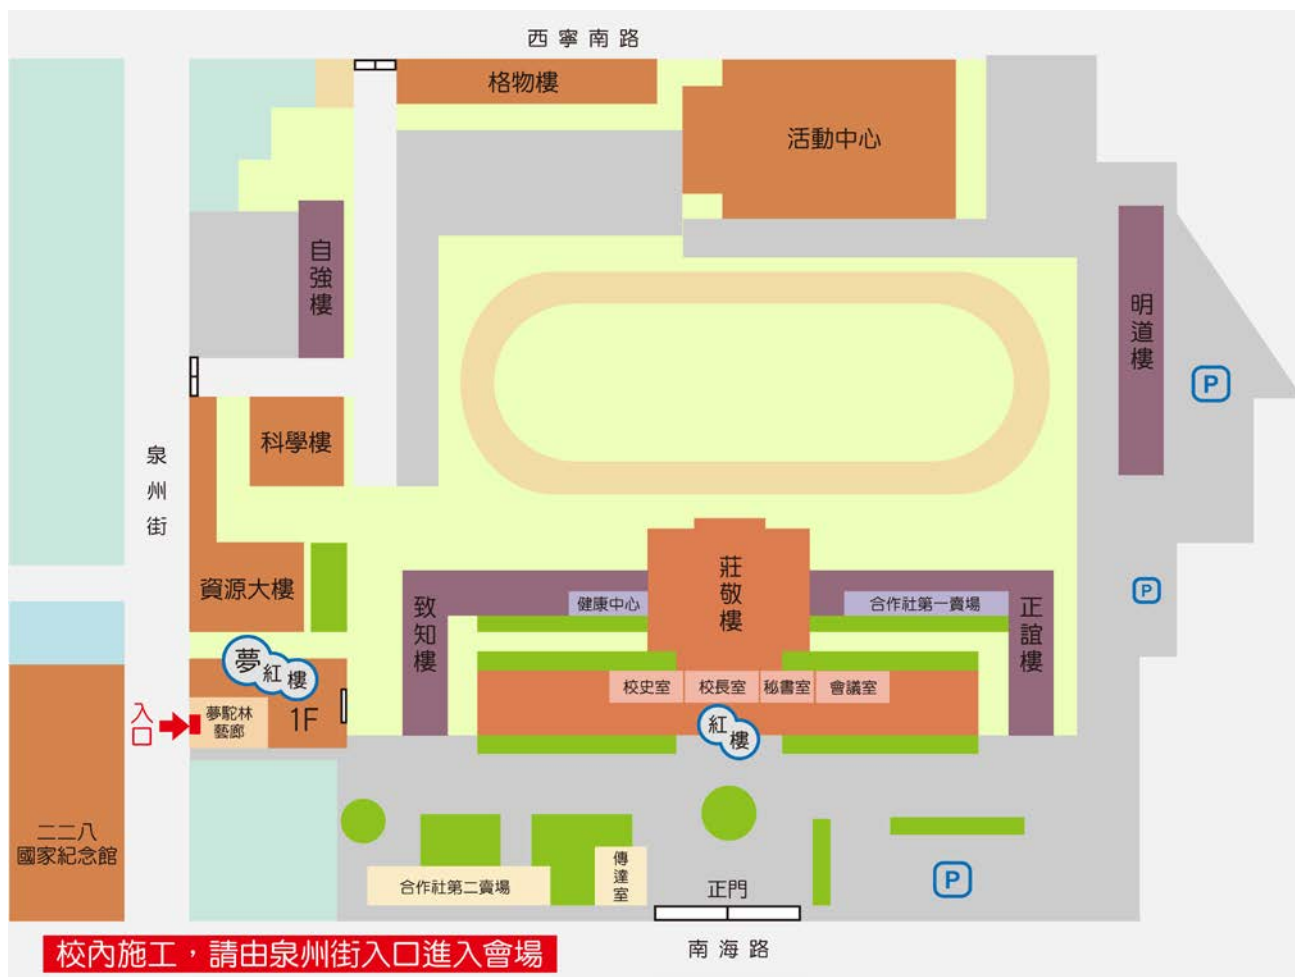 西寧南路
格物樓
活動中心
自強樓
明道樓
P
科學樓
泉州街
資源大樓
莊敬樓
健康中心
合作社第一賣場
致知樓
正誼樓
P
夢紅樓
校史室
校長室
秘書室
會議室
入口
夢駝林
藝廊
1F
紅樓
二二八
國家紀念館
傳達室
合作社第二賣場
正門
P
南海路
校內施工，請由泉州街入口進入會場